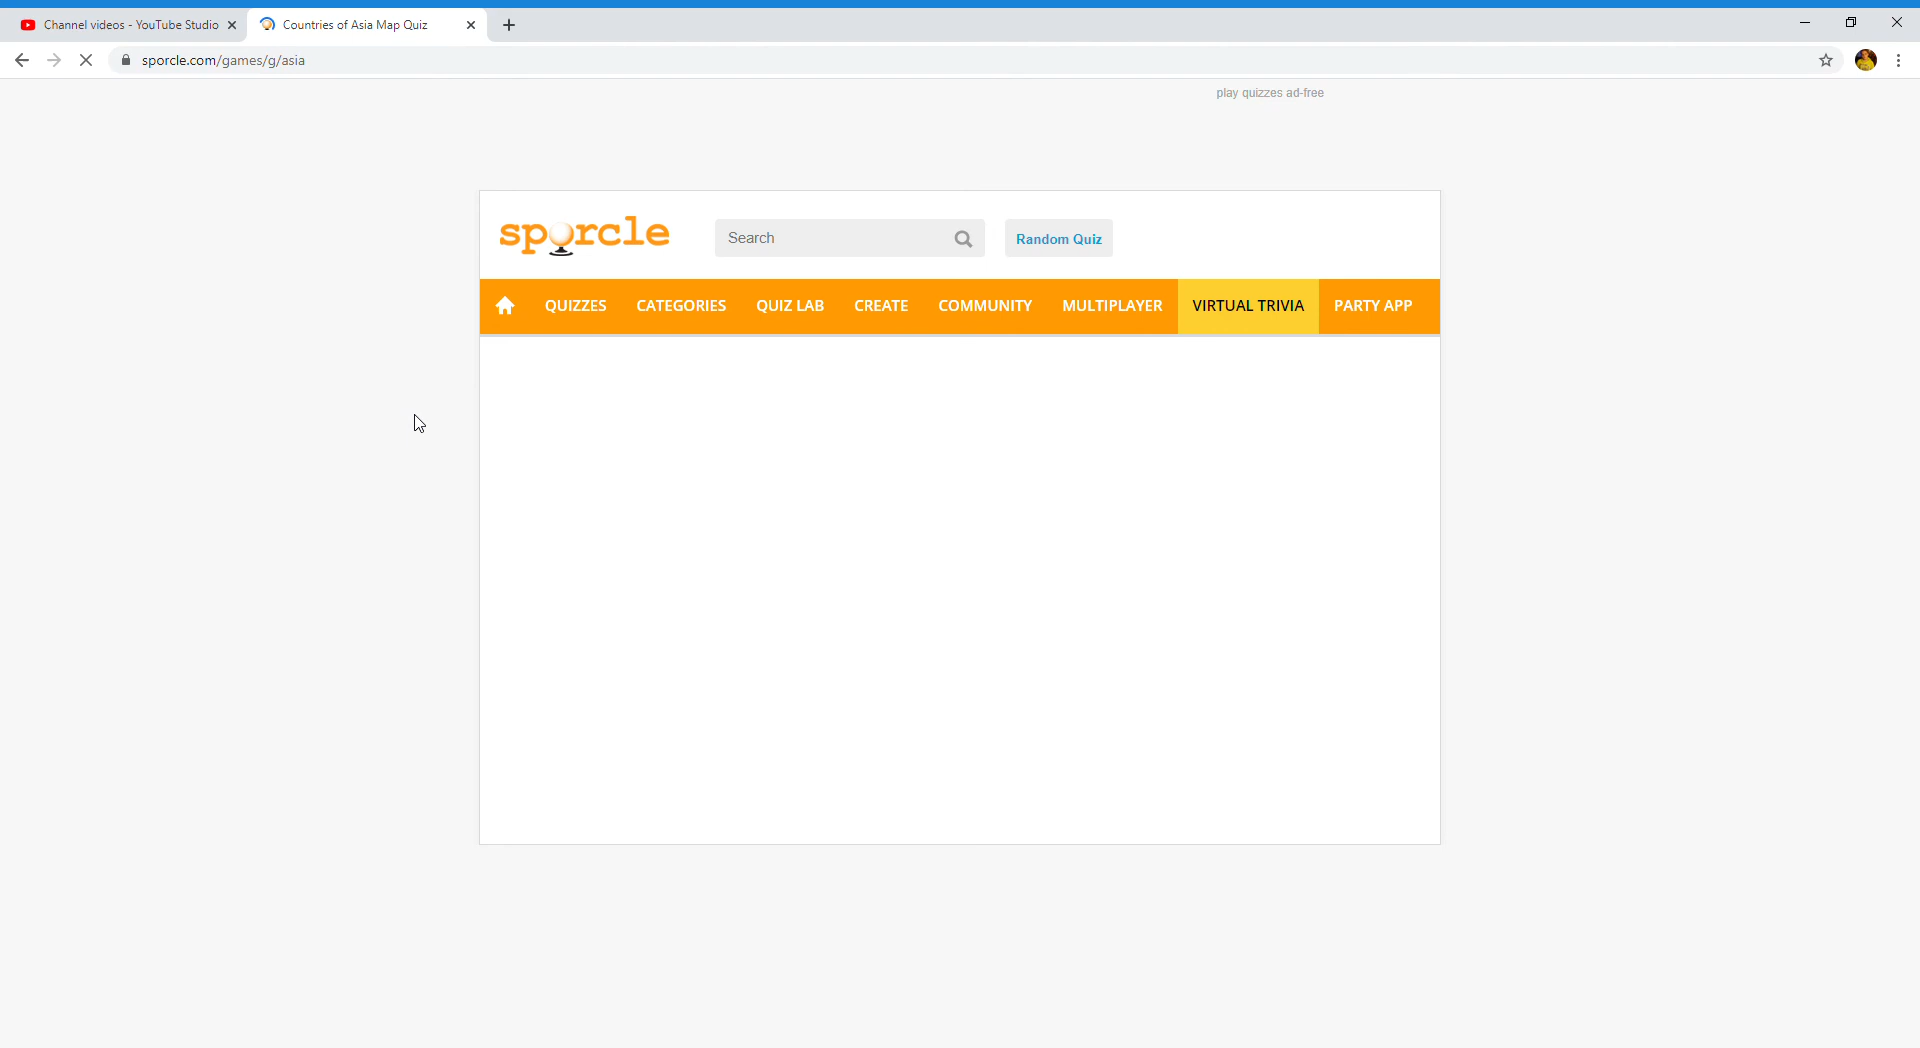 Channel videos - YouTube Studio
Countries of Asia Map Quiz
sporcle.com/games/g/asia
play quizzes ad-free
sporcle
Search
Random Quiz
QUIZZES CATEGORIES QUIZ LAB CREATE COMMUNITY MULTIPLAYER VIRTUAL TRIVIA PARTY APP